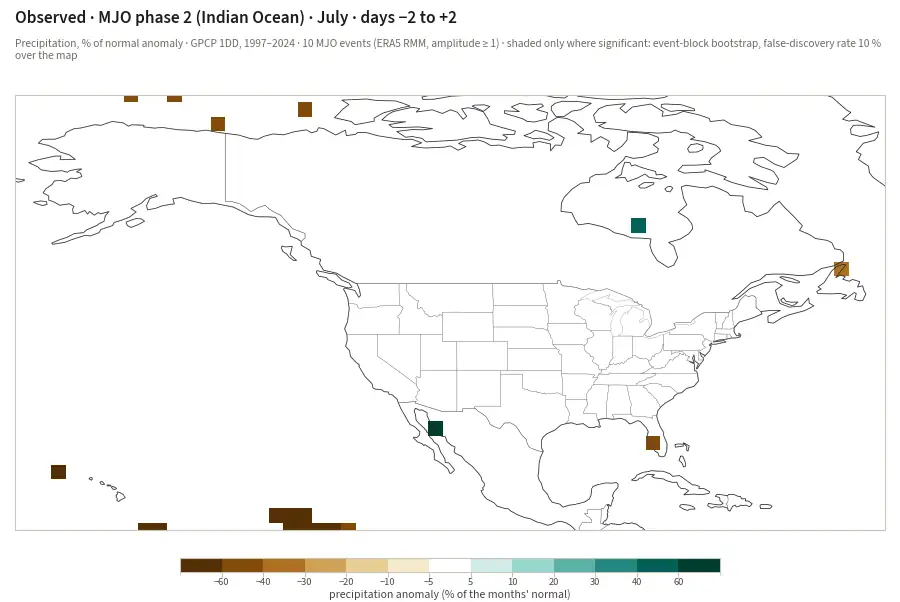 Observed · MJO phase 2 (Indian Ocean) · July · days −2 to +2
Precipitation, % of normal anomaly · GPCP 1DD, 1997–2024 · 10 MJO events (ERA5 RMM, amplitude ≥ 1) · shaded only where significant: event-block bootstrap, false-discovery rate 10 %
over the map
−60 −40 −30 −20 −10 −5 5 10 20 30 40 60
precipitation anomaly (% of the months' normal)